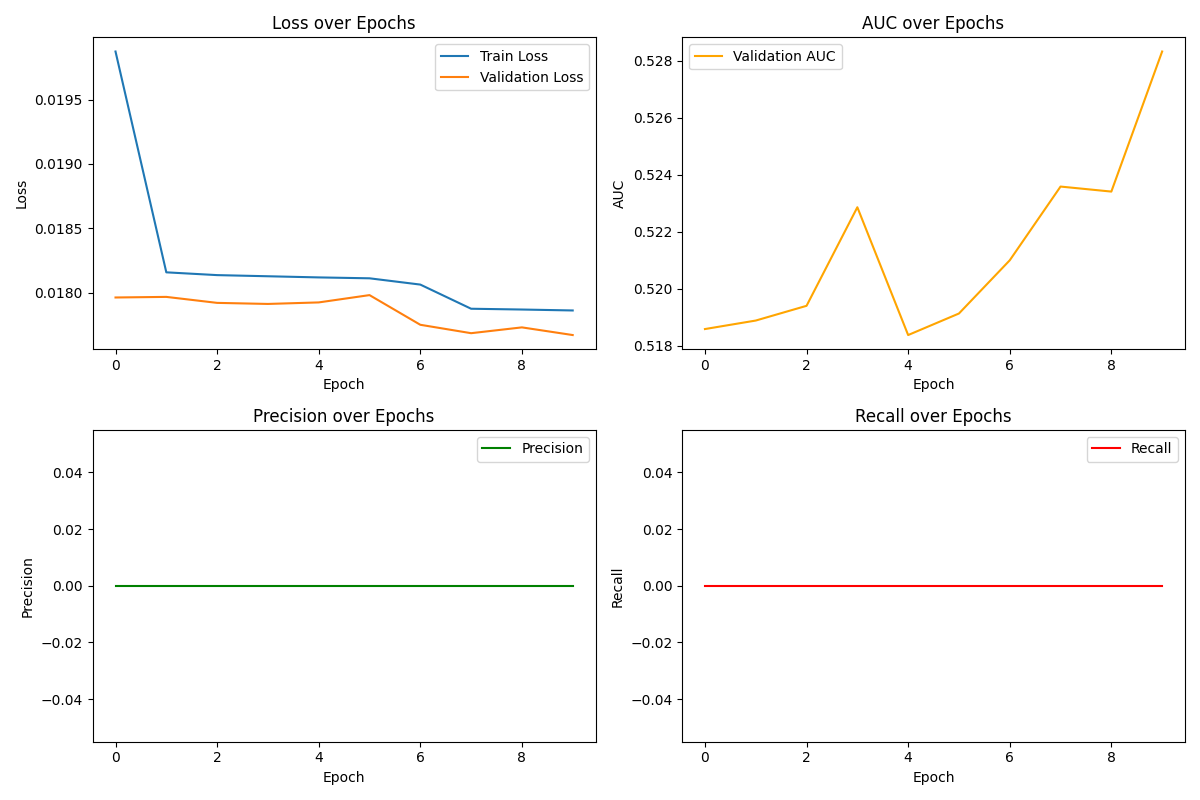 Loss over Epochs
Train Loss
Validation Loss
0.0195
0.0190
0.0185
0.0180
Loss
0 2 4 6 8
Epoch
AUC over Epochs
Validation AUC
0.528
0.526
0.524
0.522
0.520
0.518
AUC
0 2 4 6 8
Epoch
Precision over Epochs
Precision
0.04
0.02
0.00
−0.02
−0.04
Precision
0 2 4 6 8
Epoch
Recall over Epochs
Recall
0.04
0.02
0.00
−0.02
−0.04
Recall
0 2 4 6 8
Epoch